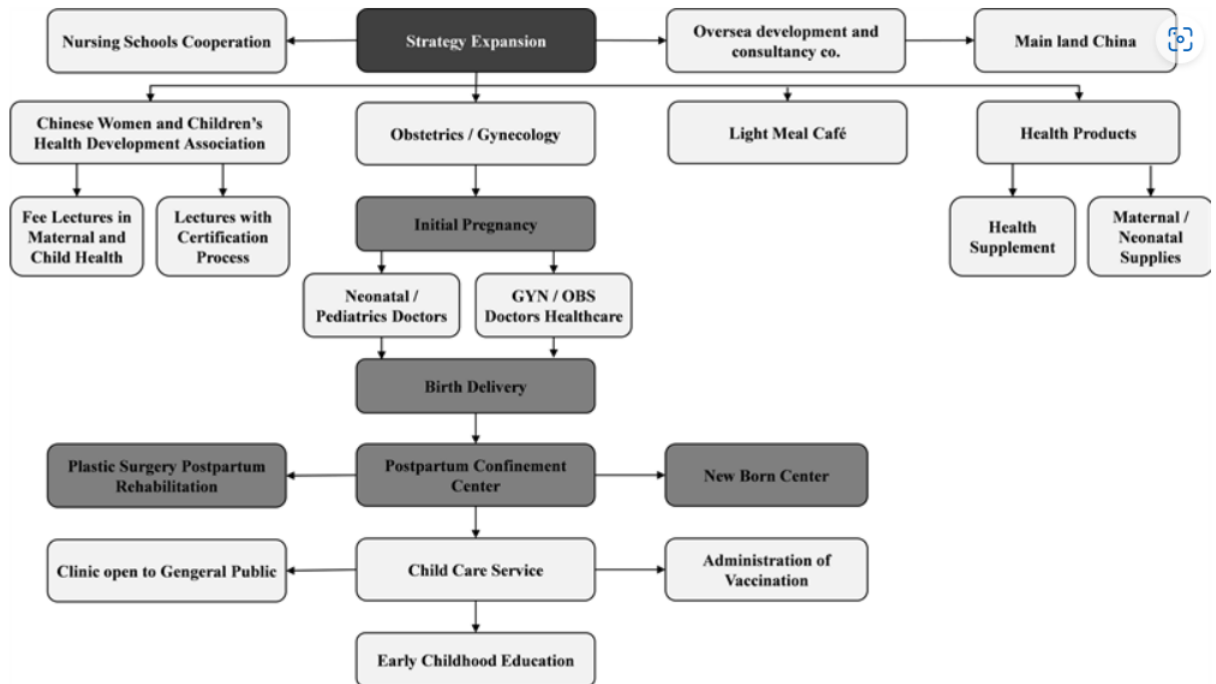 Nursing Schools Cooperation
Strategy Expansion
Oversea development and
consultancy co.
Main land China
Chinese Women and Children's
Health Development Association
Obstetrics / Gynecology
Light Meal Café
Health Products
Fee Lectures in
Maternal and
Child Health
Lectures with
Certification
Process
Initial Pregnancy
Health
Supplement
Maternal /
Neonatal
Supplies
Neonatal /
Pediatrics Doctors
GYN / OBS
Doctors Healthcare
Birth Delivery
Plastic Surgery Postpartum
Rehabilitation
Postpartum Confinement
Center
New Born Center
Clinic open to Gengeral Public
Child Care Service
Administration of
Vaccination
Early Childhood Education